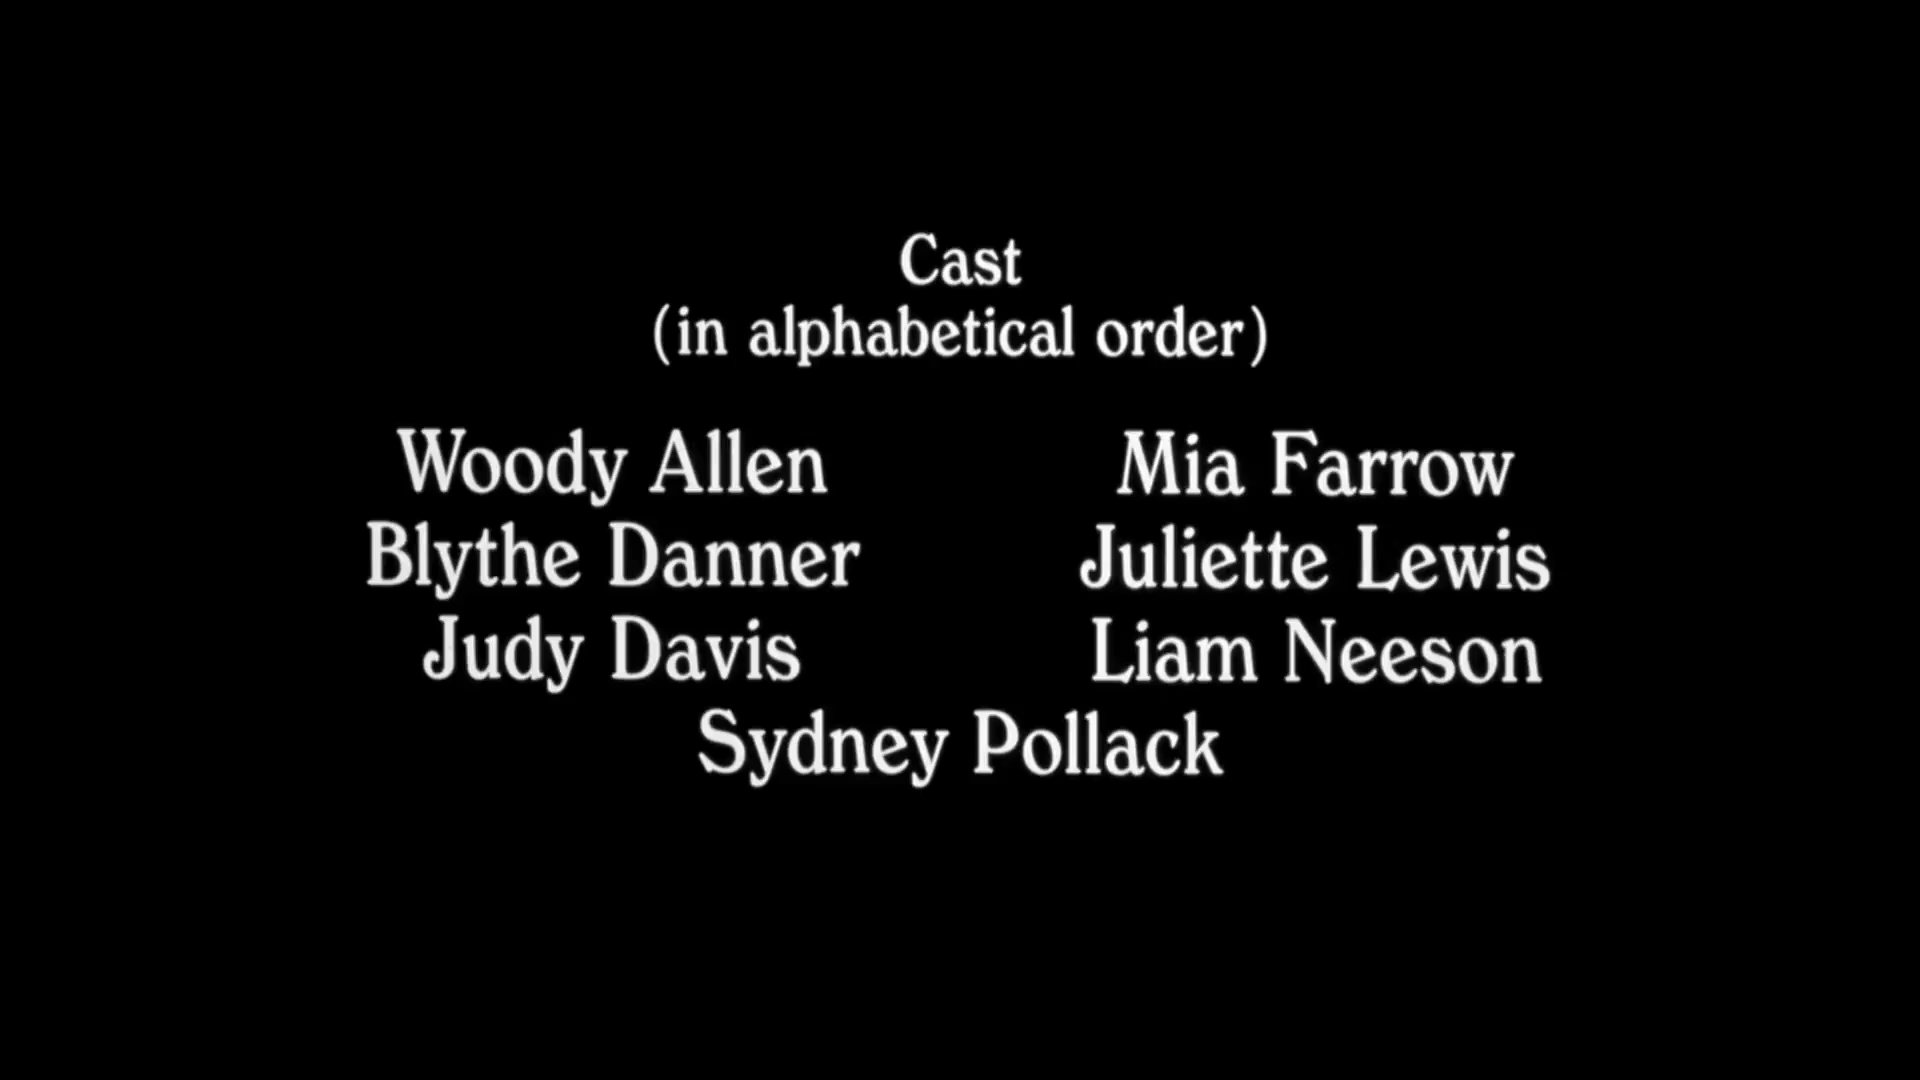 Cast
(in alphabetical order)
Woody Allen
Blythe Danner
Judy Davis
Mia Farrow
Juliette Lewis
Liam Neeson
Sydney Pollack